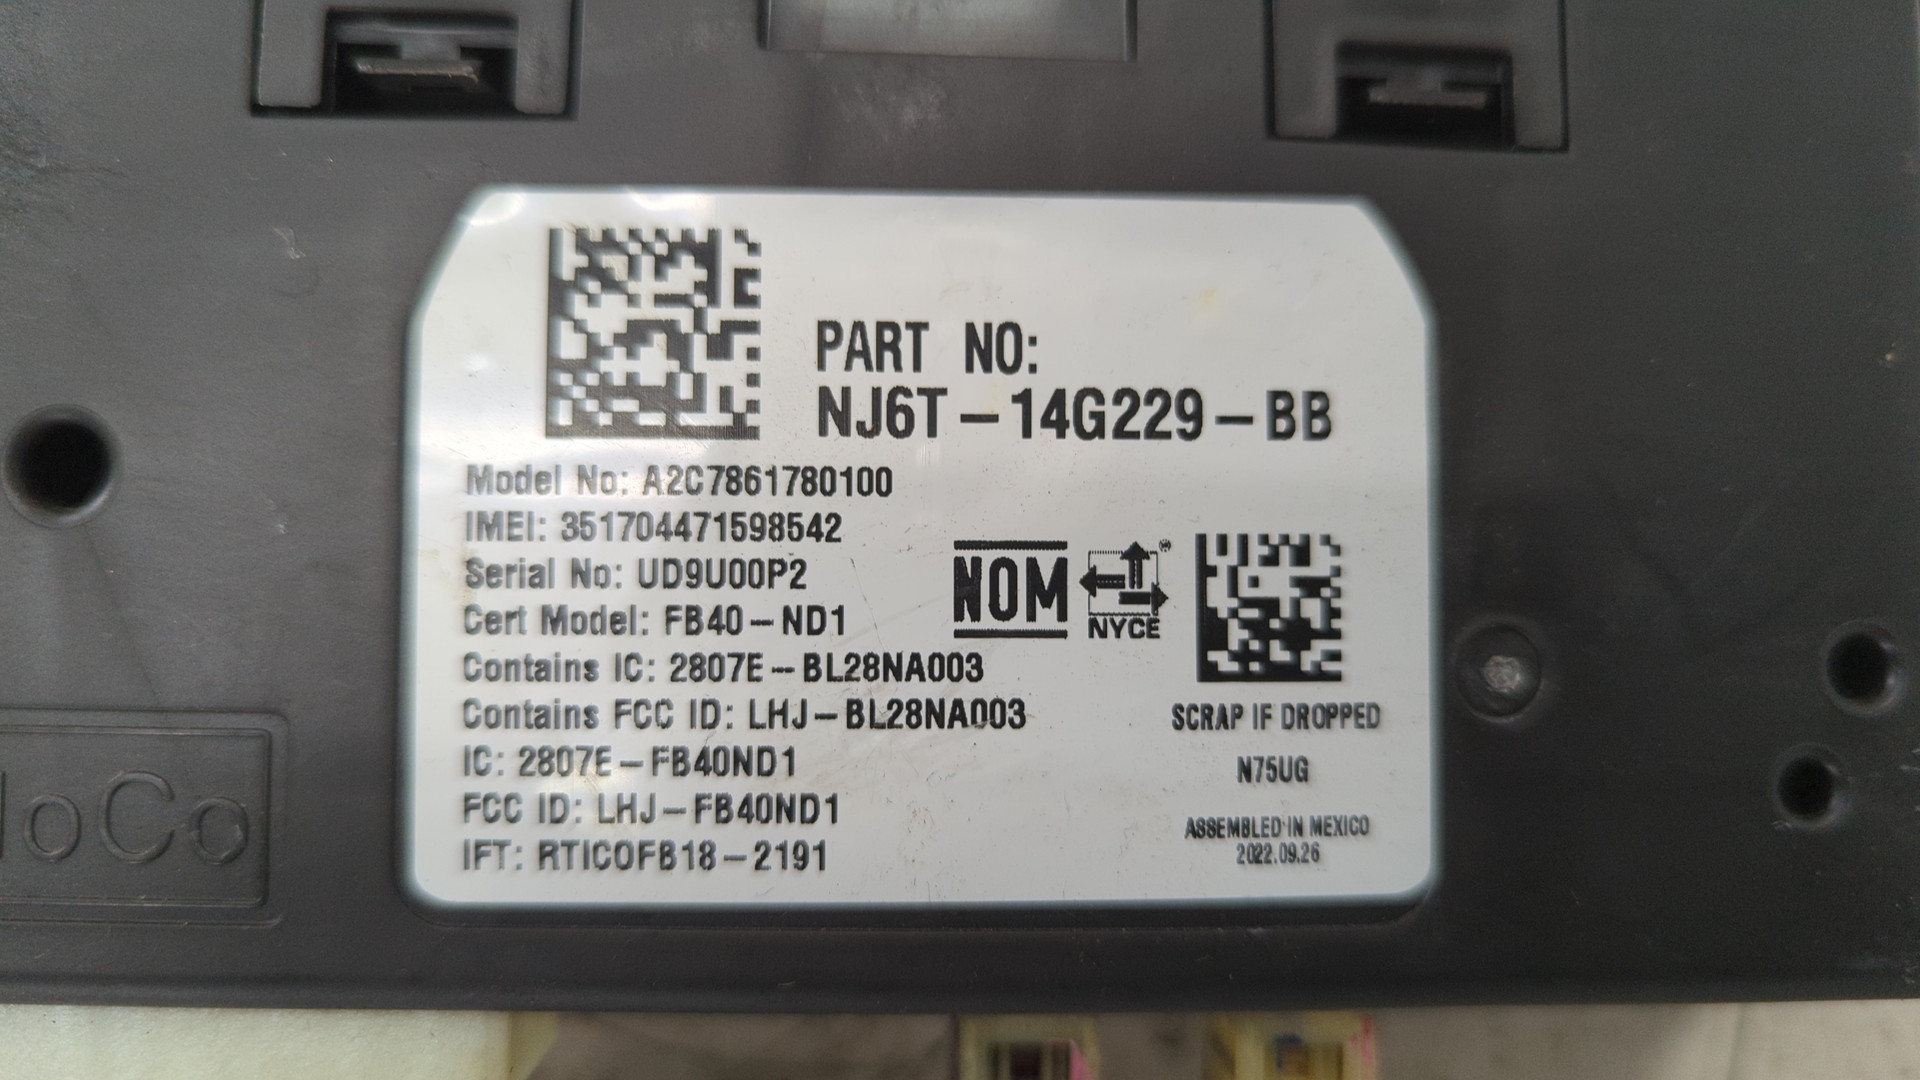 PART NO:
NJ6T-14G229-BB
Model No: A2C7861780100
IMEI: 351704471598542
Serial No: UD9U00P2
Cert Model: FB40-ND1
Contains IC: 2807E-BL28NA003
Contains FCC ID: LHJ-BL28NA003
IC: 2807E-FB40ND1
FCC ID: LHJ-FB40ND1
IFT: RTICOFB18-2191
NOM
NYCE
SCRAP IF DROPPED
N75UG
ASSEMBLED IN MEXICO
2022.09.26